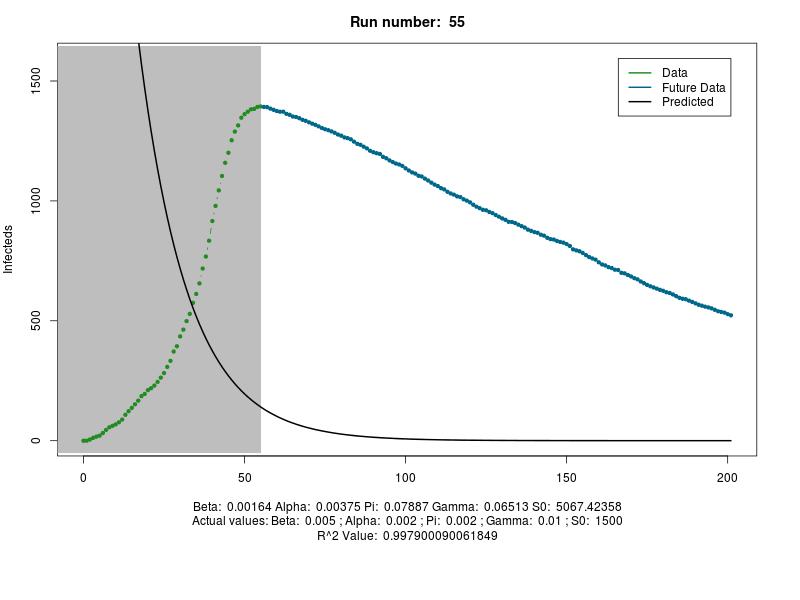 Run number: 55
Data
Future Data
Predicted
1500
1000
500
0
Infecteds
0 50 100 150 200
Beta: 0.00164 Alpha: 0.00375 Pi: 0.07887 Gamma: 0.06513 S0: 5067.42358
Actual values: Beta: 0.005 ; Alpha: 0.002 ; Pi: 0.002 ; Gamma: 0.01 ; S0: 1500
R^2 Value: 0.997900090061849